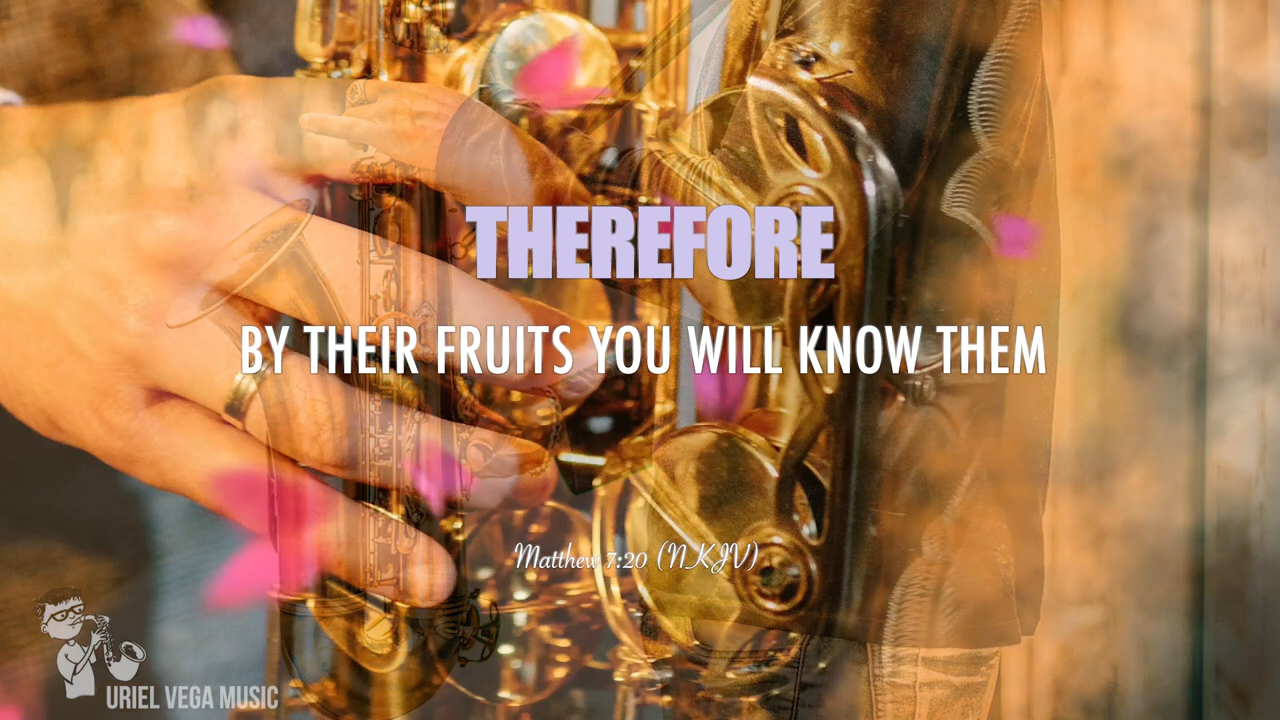 THEREFORE
BY THEIR FRUITS YOU WILL KNOW THEM
Matthew 7:20 (NKJV)
URIEL VEGA MUSIC